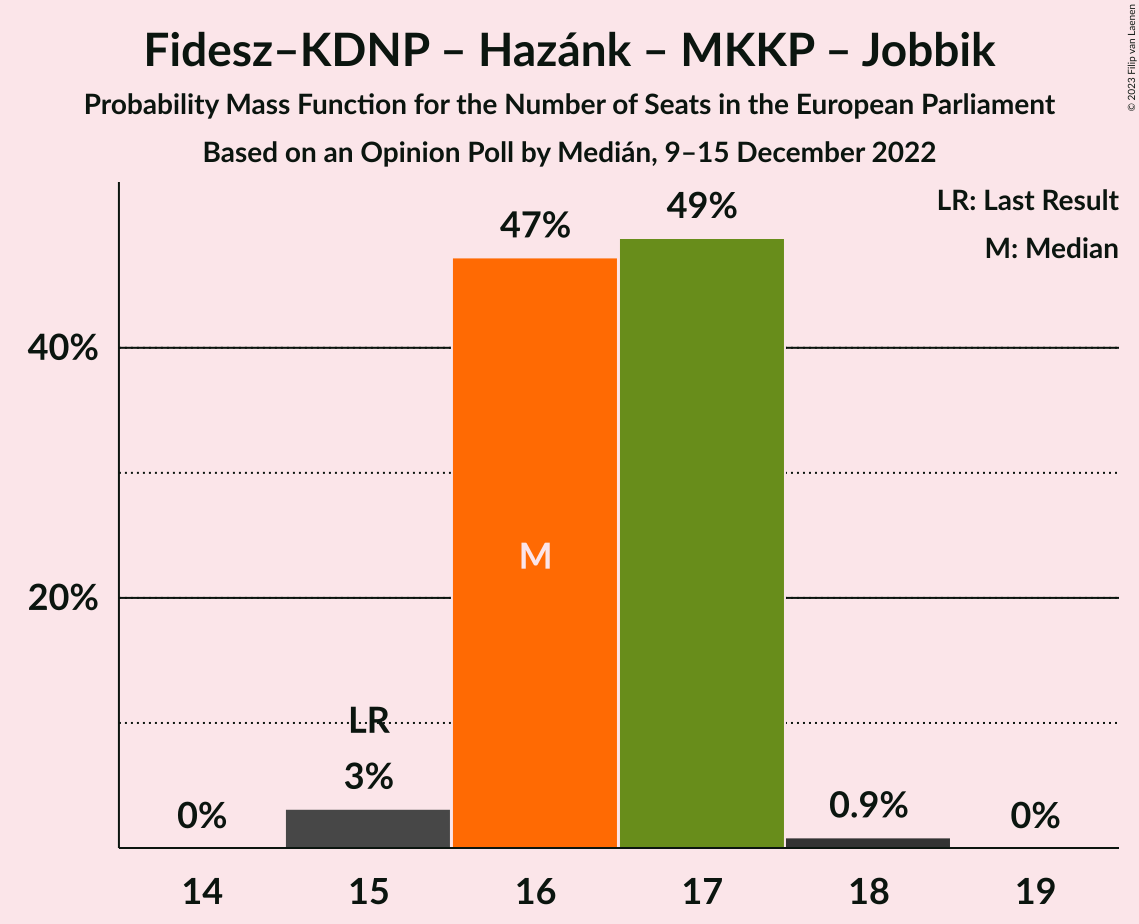 Fidesz–KDNP – Hazánk – MKKP – Jobbik
Probability Mass Function for the Number of Seats in the European Parliament
Based on an Opinion Poll by Medián, 9–15 December 2022
© 2023 Filip van Laenen
LR: Last Result
M: Median
49%
47%
40%
M
20%
LR
3%
0%
0.9%
0%
14 15 16 17 18 19